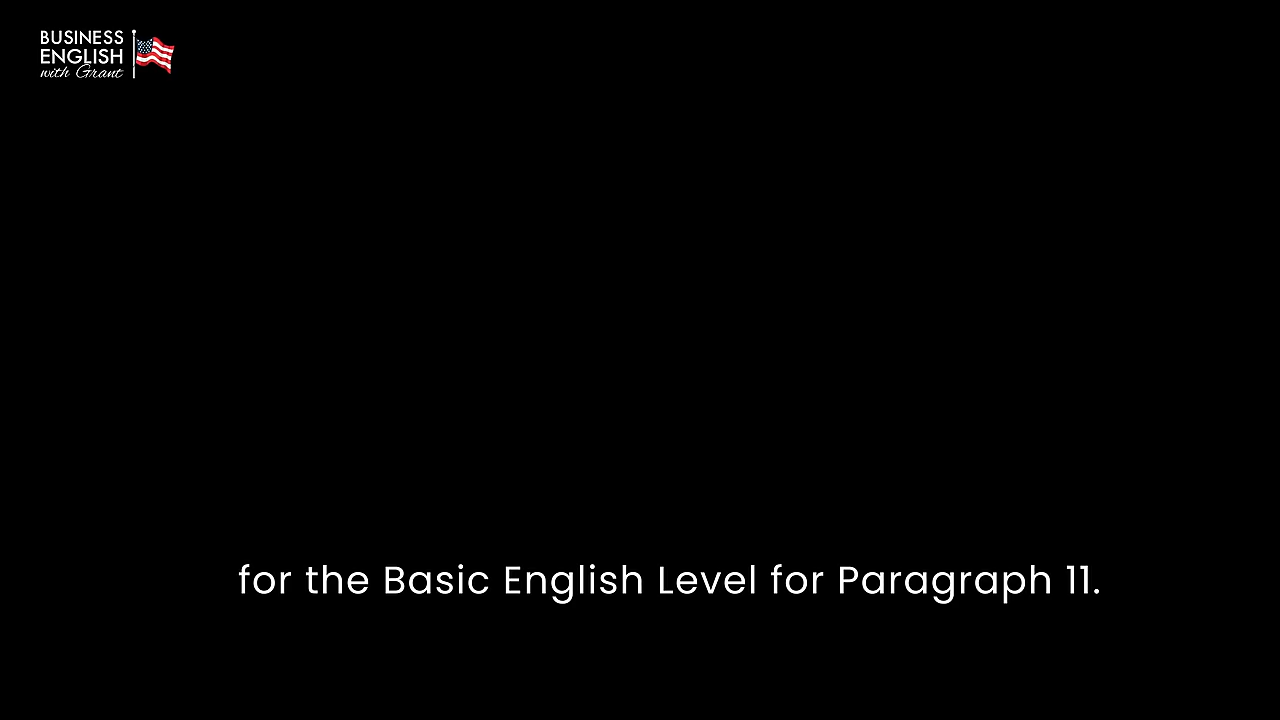 BUSINESS
ENGLISH
with Grant
for the Basic English Level for Paragraph 11.